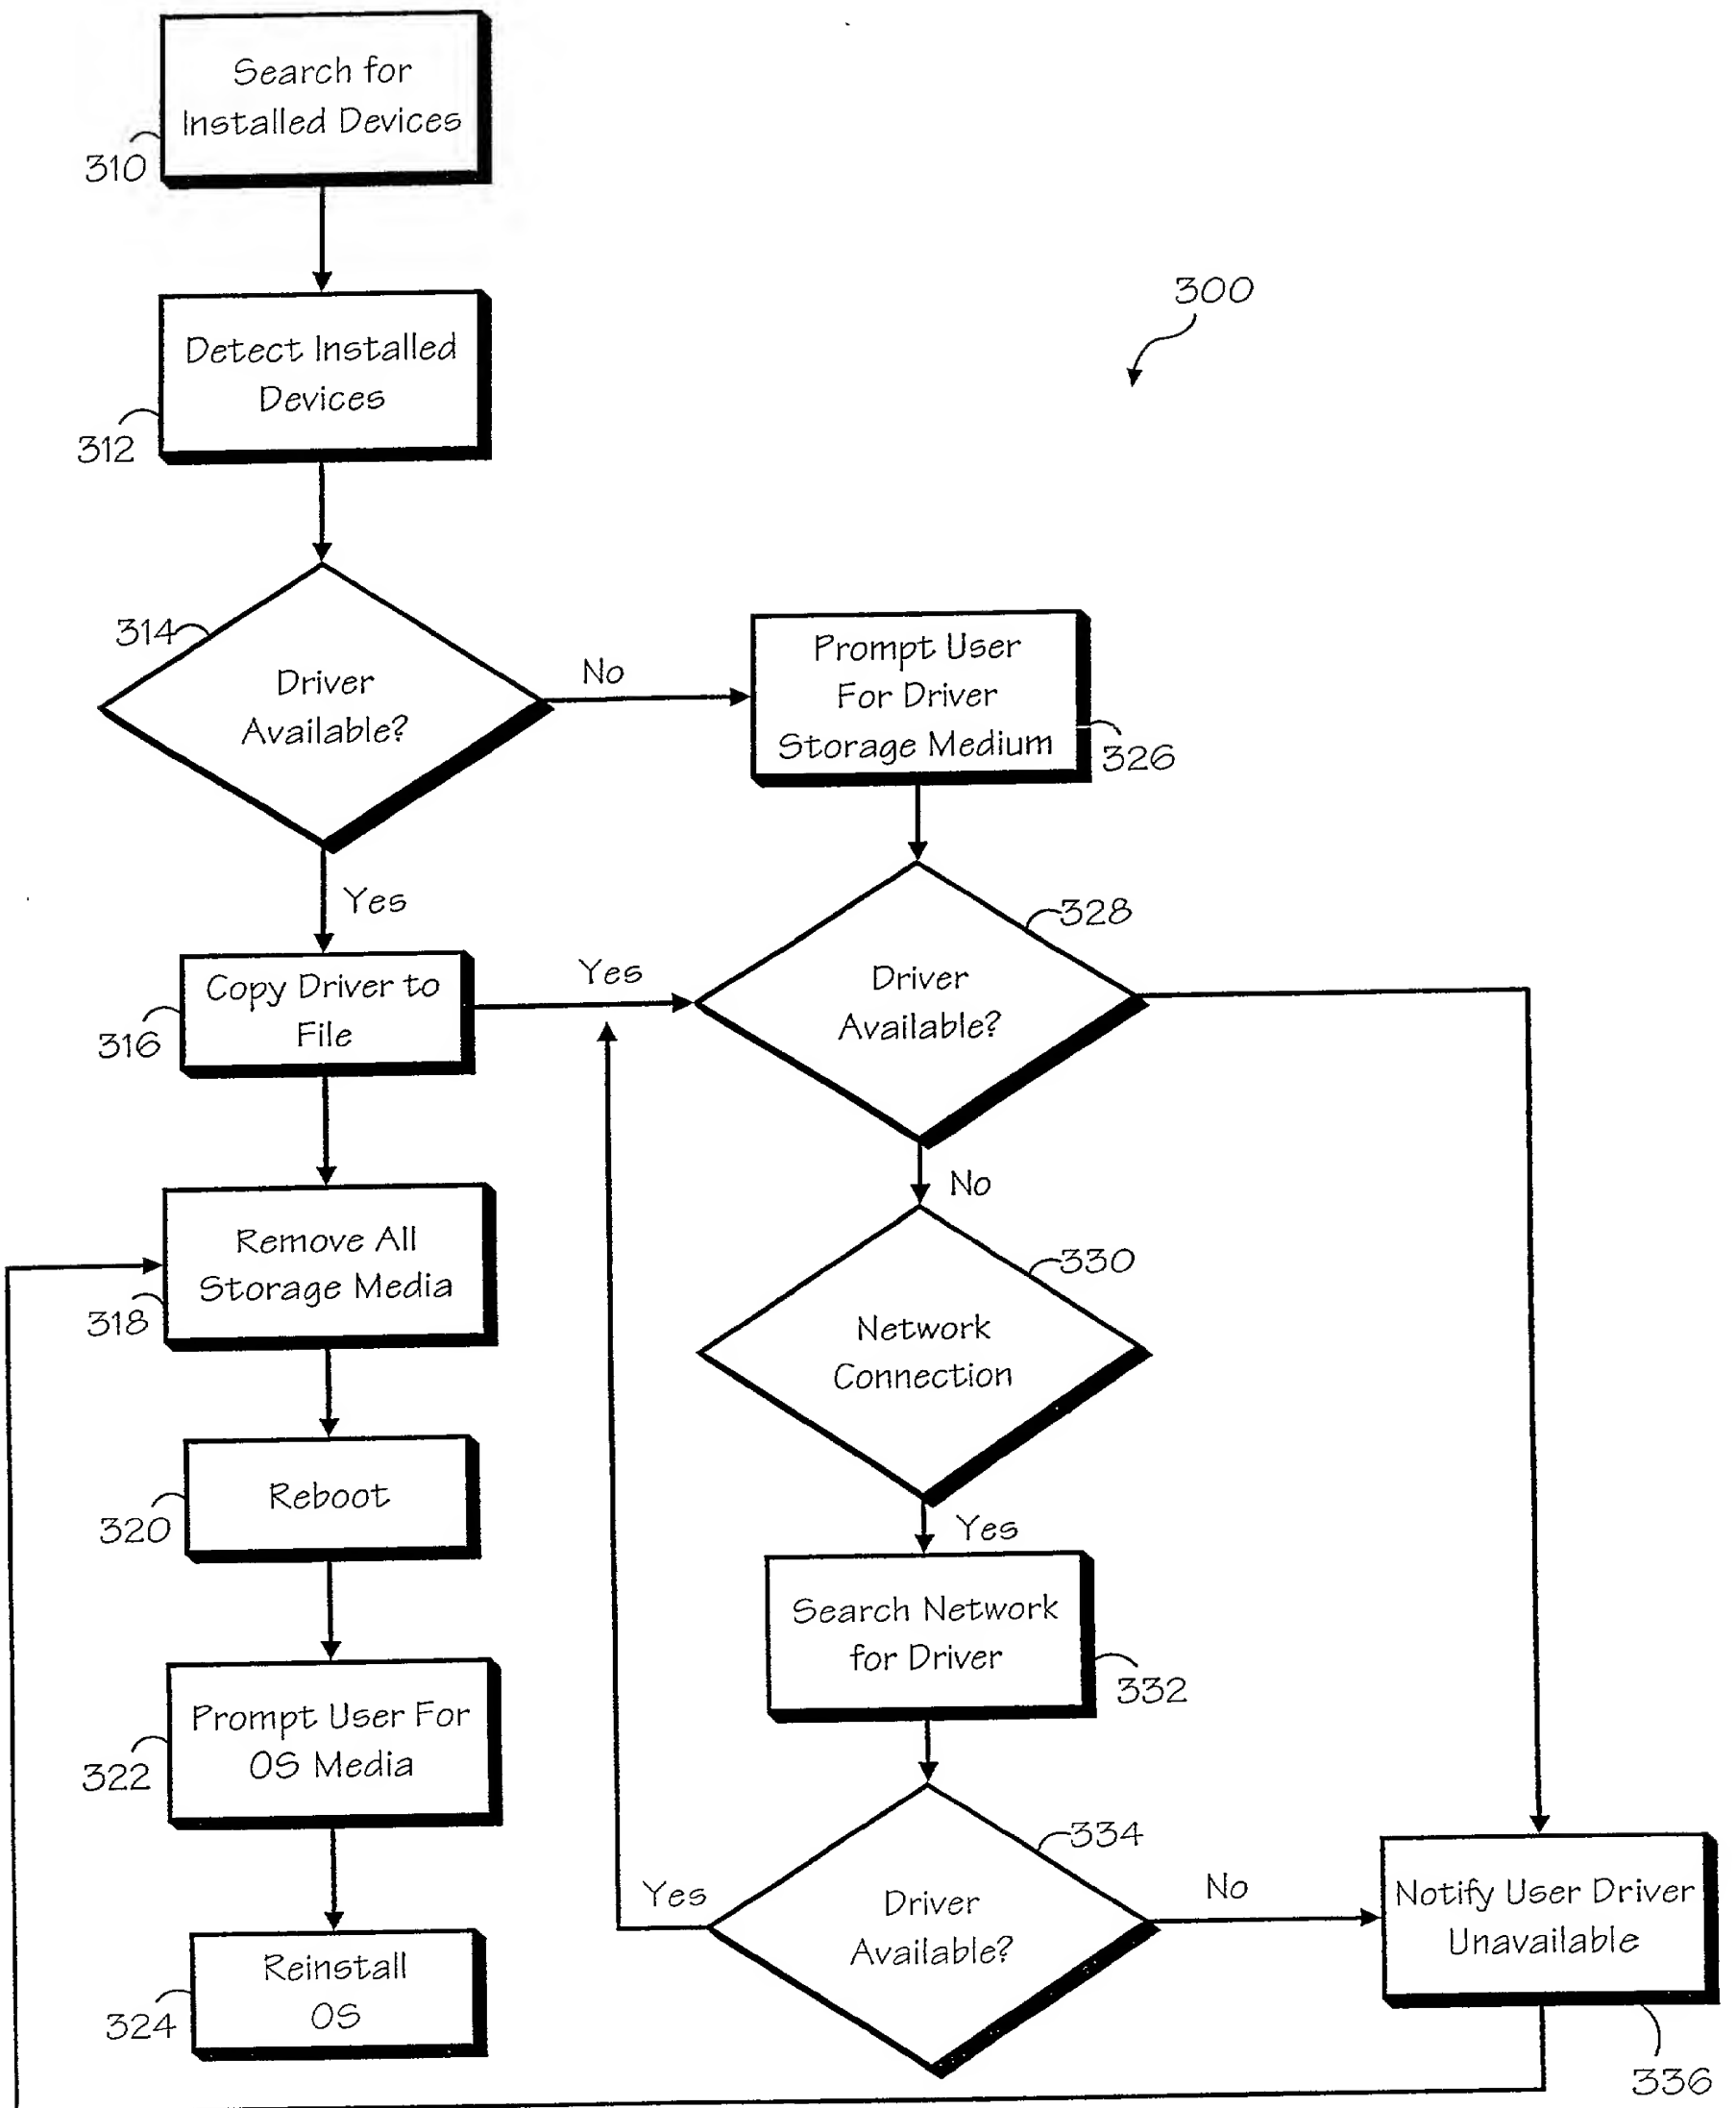 Search for
Installed Devices
310
Detect Installed
Devices
312
300
314
Driver
Available?
No
Prompt User
For Driver
Storage Medium
326
Yes
Copy Driver to
File
316
Yes
328
Driver
Available?
No
Remove All
Storage Media
318
330
Network
Connection
Yes
Reboot
320
Search Network
for Driver
332
Prompt User For
OS Media
322
334
Driver
Available?
Yes
No
Notify User Driver
Unavailable
336
Reinstall
OS
324